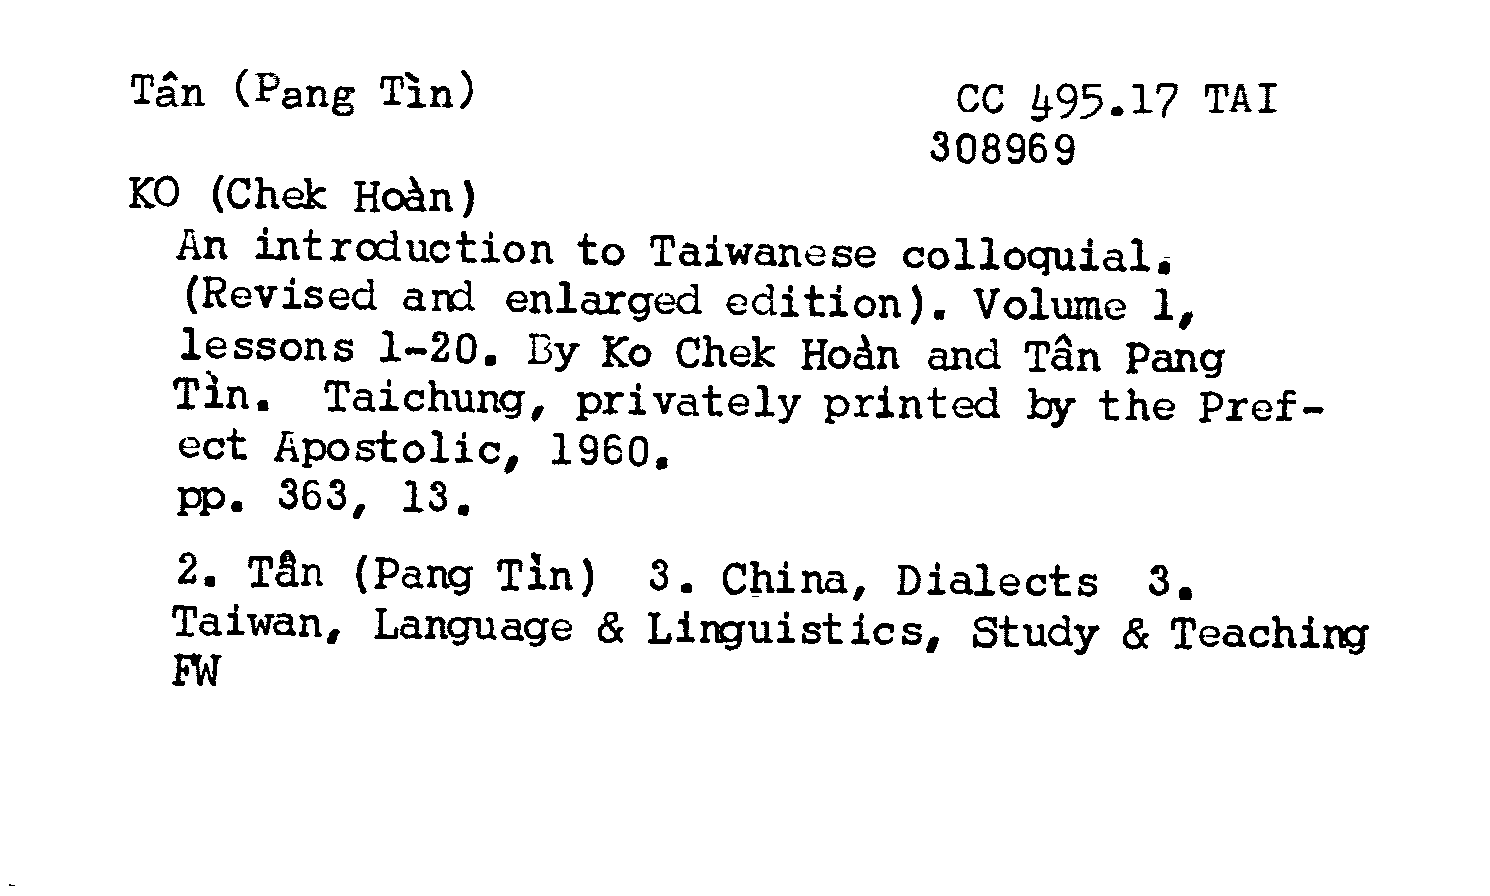 Tân (Pang Tìn)
CC 495.17 TAI
308969
KO (Chek Hoàn)
An introduction to Taiwanese colloquial.
(Revised and enlarged edition). Volume 1,
lessons 1-20. By Ko Chek Hoàn and Tân Pang
Tìn. Taichung, privately printed by the Pref-
ect Apostolic, 1960.
pp. 363, 13.
2. Tân (Pang Tìn) 3. China, Dialects 3.
Taiwan, Language & Linguistics, Study & Teaching
FW